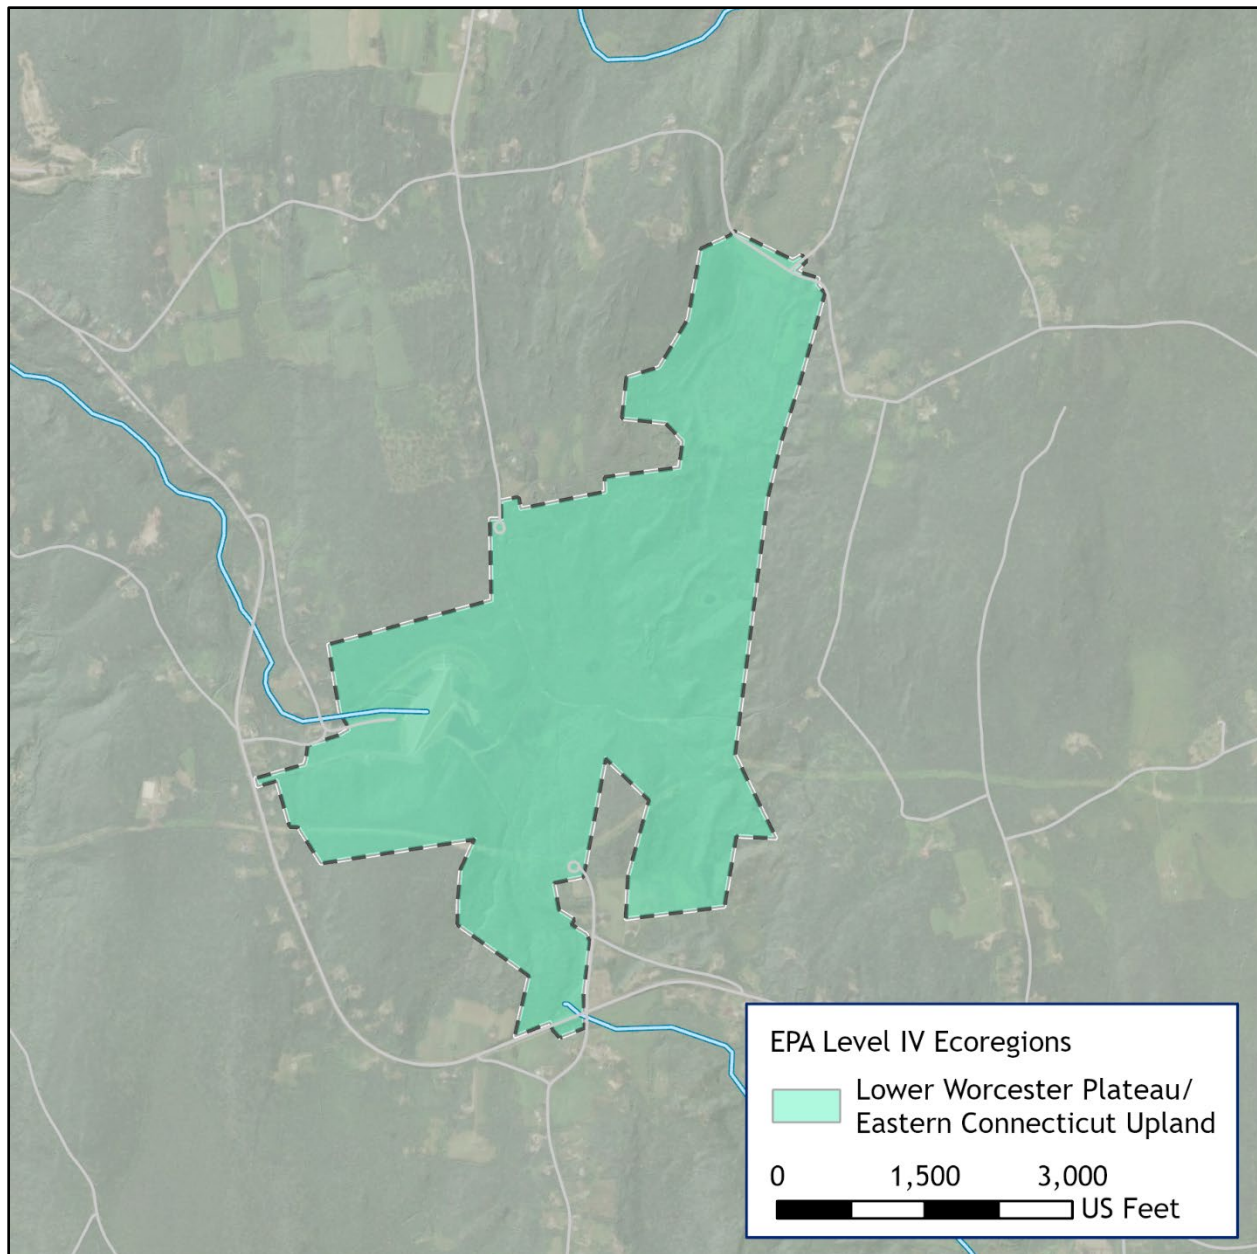 EPA Level IV Ecoregions
Lower Worcester Plateau/
Eastern Connecticut Upland
0 1,500 3,000
US Feet